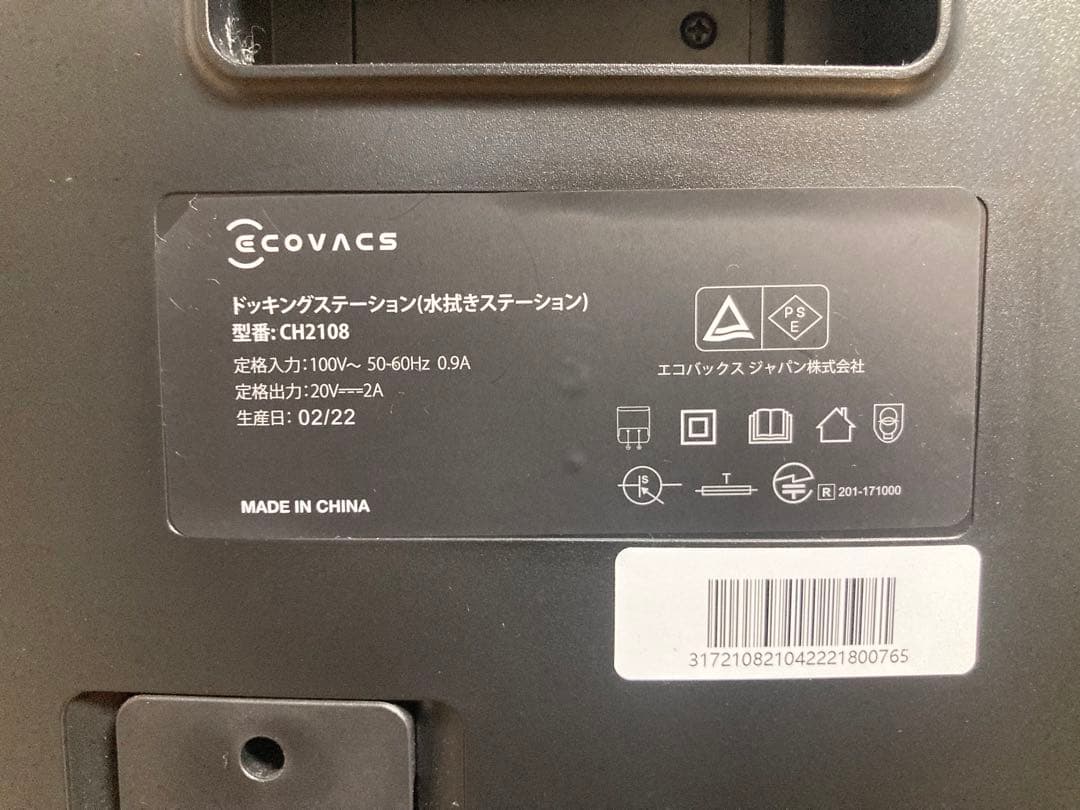 ECOVACS
ドッキングステーション(水拭きステーション)
型番: CH2108
定格入力: 100V～ 50-60Hz 0.9A
定格出力: 20V⎓2A
生産日: 02/22
MADE IN CHINA
PS
E
エコバックス ジャパン株式会社
S
T
R 201-171000
317210821042221800765